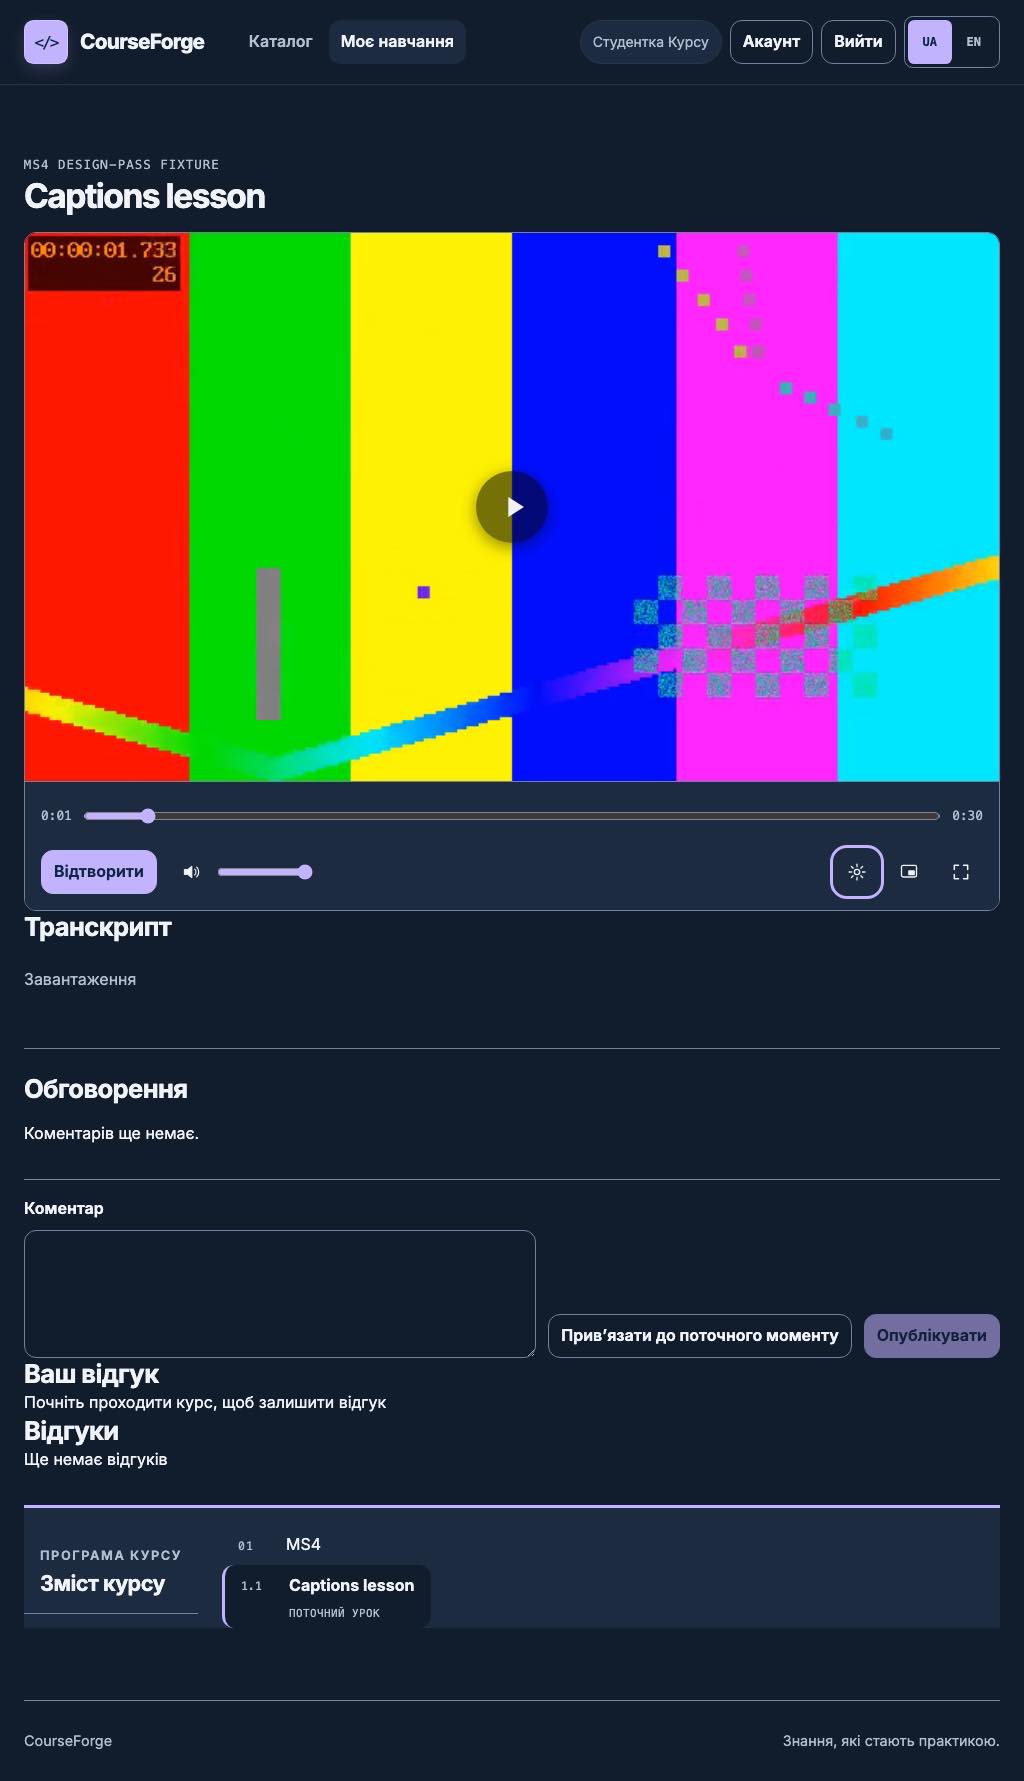 </> CourseForge Каталог Моє навчання Студентка Курсу Акаунт Вийти UA EN
MS4 DESIGN-PASS FIXTURE
Captions lesson
00:00:01.733
26
0:01 0:30
Відтворити
Транскрипт
Завантаження
Обговорення
Коментарів ще немає.
Коментар
Прив’язати до поточного моменту Опублікувати
Ваш відгук
Почніть проходити курс, щоб залишити відгук
Відгуки
Ще немає відгуків
ПРОГРАМА КУРСУ
Зміст курсу
01 MS4
1.1 Captions lesson
ПОТОЧНИЙ УРОК
CourseForge Знання, які стають практикою.